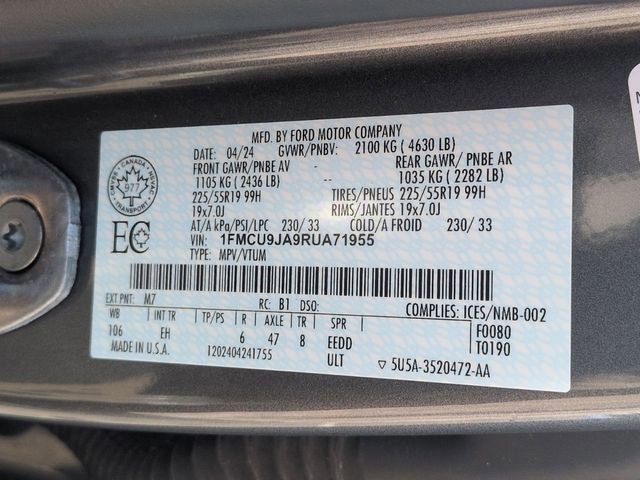 MFD. BY FORD MOTOR COMPANY
DATE: 04/24 GVWR/PNBV: 2100 KG ( 4630 LB)
FRONT GAWR/PNBE AV REAR GAWR/ PNBE AR
1105 KG ( 2436 LB) -- 1035 KG ( 2282 LB)
225/55R19 99H TIRES/PNEUS 225/55R19 99H
19x7.0J -- RIMS/JANTES 19x7.0J
AT/A kPa/PSI/LPC 230/ 33 COLD/A FROID 230/ 33
VIN: 1FMCU9JA9RUA71955
TYPE: MPV/VTUM
CANADA
977
TRANSPORT
EC
EXT PNT: M7 RC: B1 DSO: COMPLIES: ICES/NMB-002
WB INT TR TP/PS R AXLE TR SPR F0080
106 EH 6 47 8 EEDD T0190
MADE IN U.S.A. 1202404241755 ULT ▽ 5U5A-3520472-AA
N